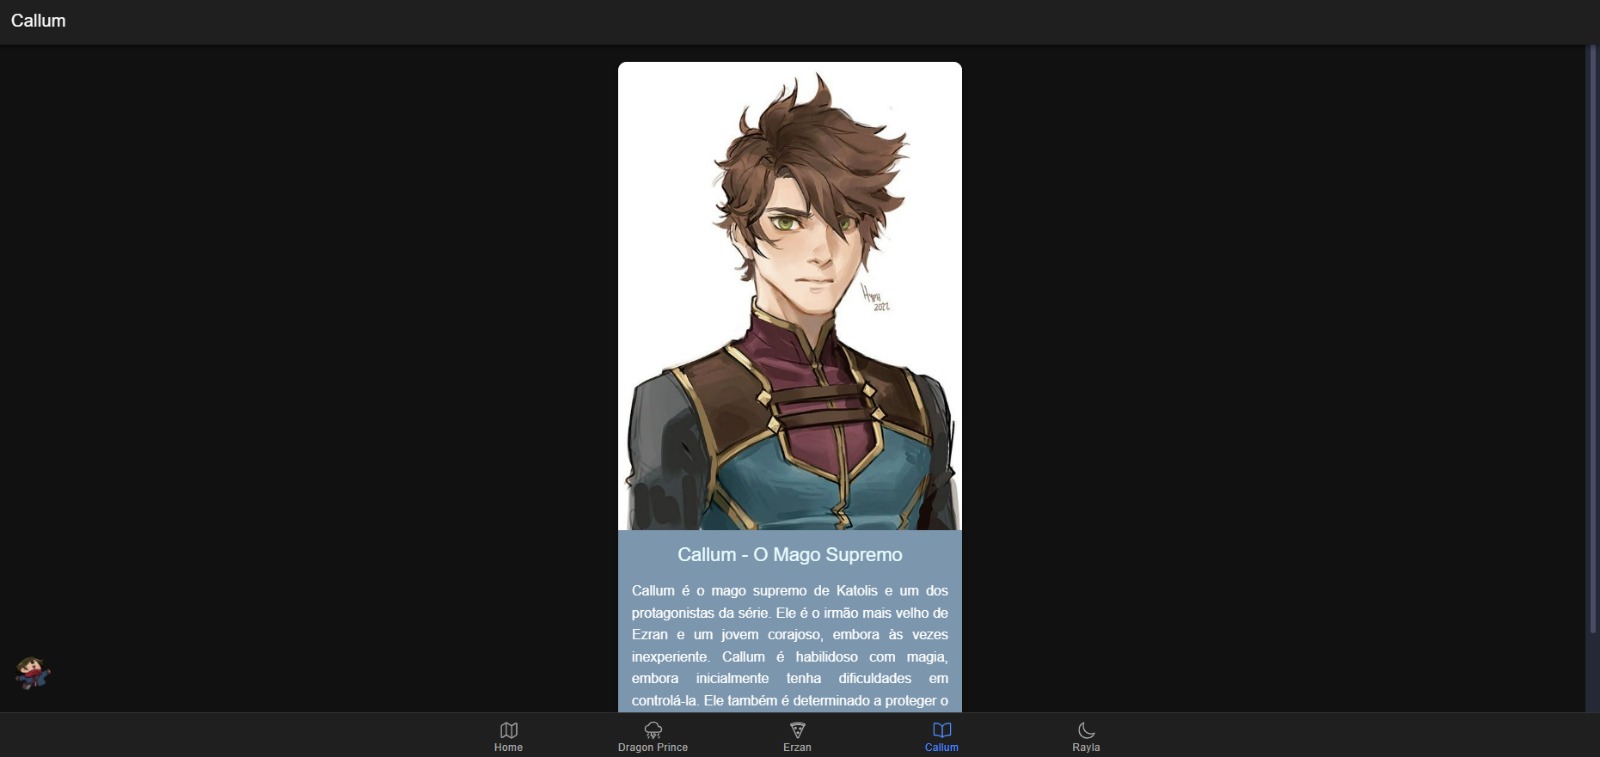 Callum
2022
Callum - O Mago Supremo
Callum é o mago supremo de Katolis e um dos
protagonistas da série. Ele é o irmão mais velho de
Ezran e um jovem corajoso, embora às vezes
inexperiente. Callum é habilidoso com magia,
embora inicialmente tenha dificuldades em
controlá-la. Ele também é determinado a proteger o
Home
Dragon Prince
Erzan
Callum
Rayla